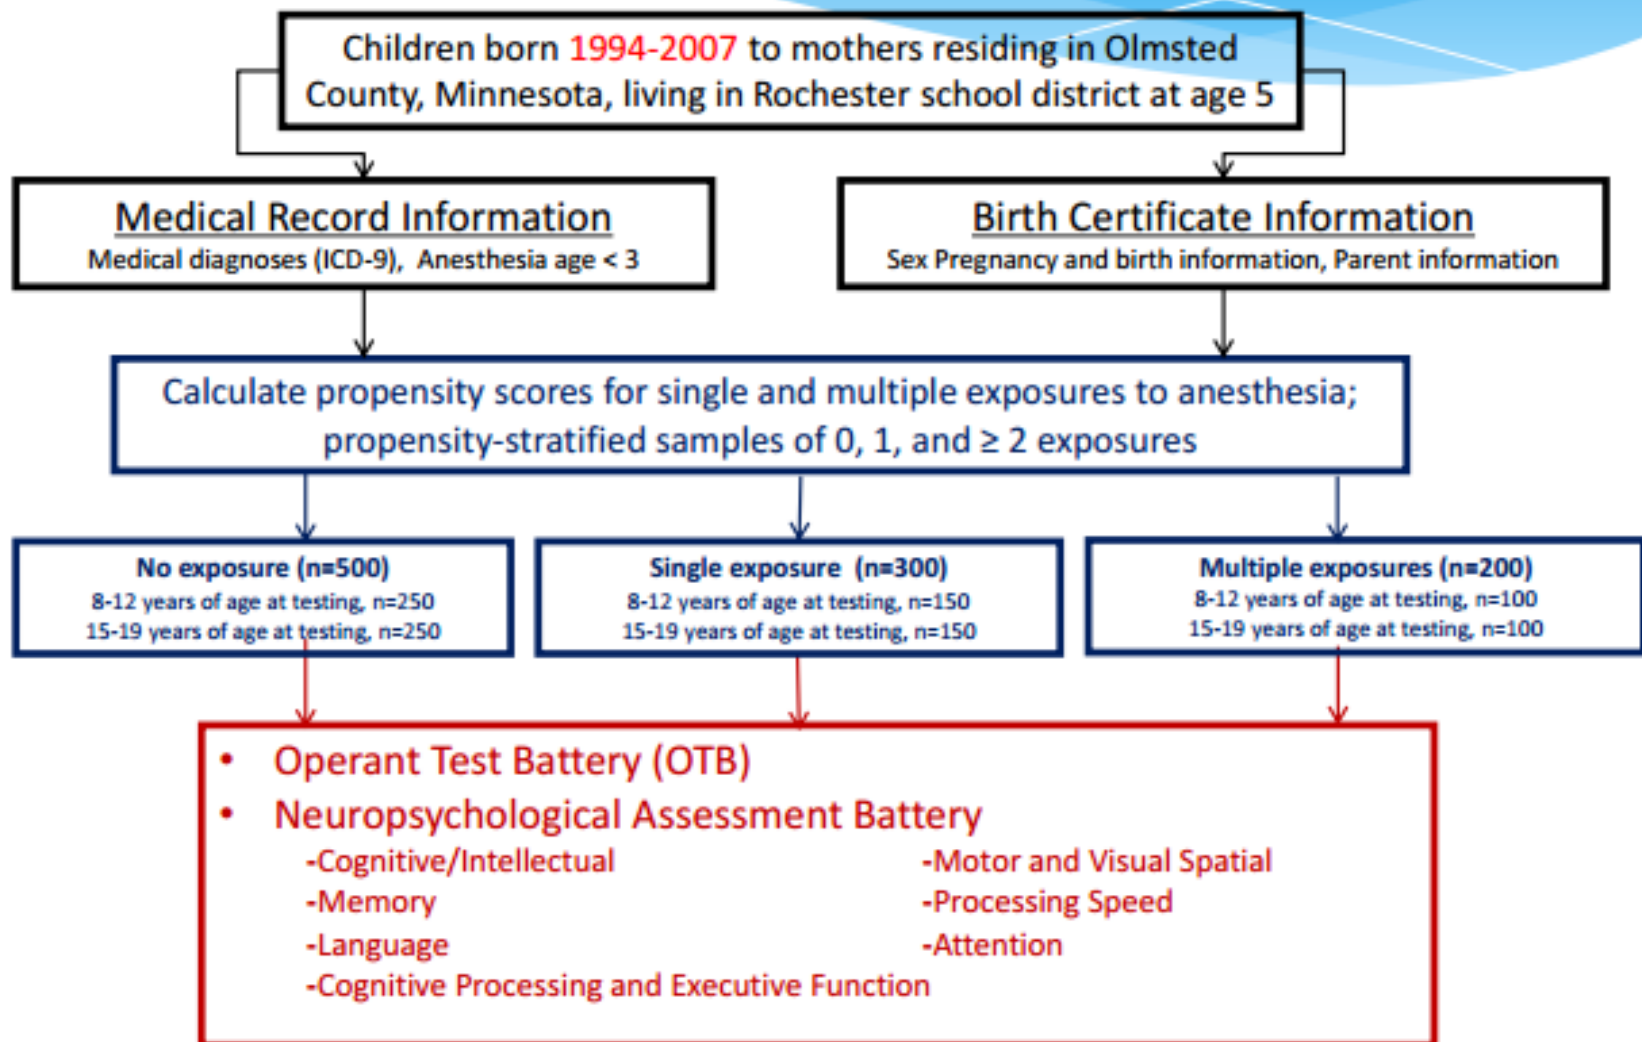 Children born 1994-2007 to mothers residing in Olmsted
County, Minnesota, living in Rochester school district at age 5
Medical Record Information
Medical diagnoses (ICD-9), Anesthesia age < 3
Birth Certificate Information
Sex Pregnancy and birth information, Parent information
Calculate propensity scores for single and multiple exposures to anesthesia;
propensity-stratified samples of 0, 1, and ≥ 2 exposures
No exposure (n=500)
8-12 years of age at testing, n=250
15-19 years of age at testing, n=250
Single exposure (n=300)
8-12 years of age at testing, n=150
15-19 years of age at testing, n=150
Multiple exposures (n=200)
8-12 years of age at testing, n=100
15-19 years of age at testing, n=100
• Operant Test Battery (OTB)
• Neuropsychological Assessment Battery
-Cognitive/Intellectual
-Memory
-Language
-Cognitive Processing and Executive Function
-Motor and Visual Spatial
-Processing Speed
-Attention